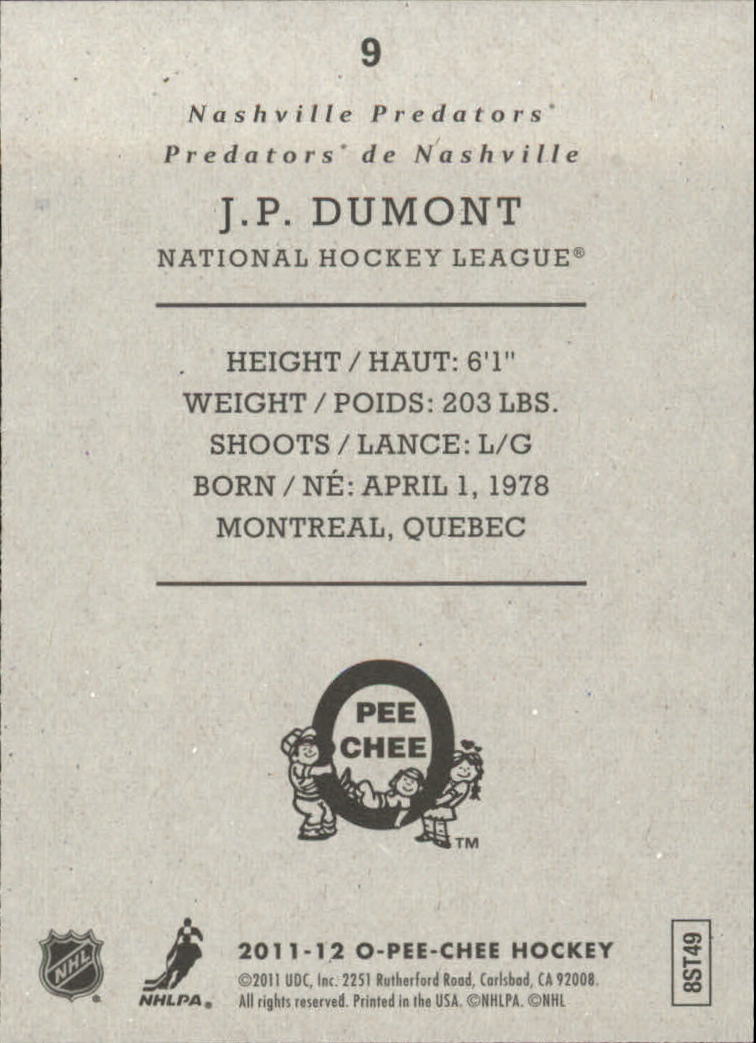 9
Nashville Predators®
Predators® de Nashville
J.P. DUMONT
NATIONAL HOCKEY LEAGUE®
HEIGHT / HAUT: 6'1"
WEIGHT / POIDS: 203 LBS.
SHOOTS / LANCE: L/G
BORN / NÉ: APRIL 1, 1978
MONTREAL, QUEBEC
O
PEE
CHEE
TM
NHL
®
NHLPA®
2011-12 O-PEE-CHEE HOCKEY
©2011 UDC, Inc. 2251 Rutherford Road, Carlsbad, CA 92008.
All rights reserved. Printed in the USA. ©NHLPA. ©NHL
8ST49